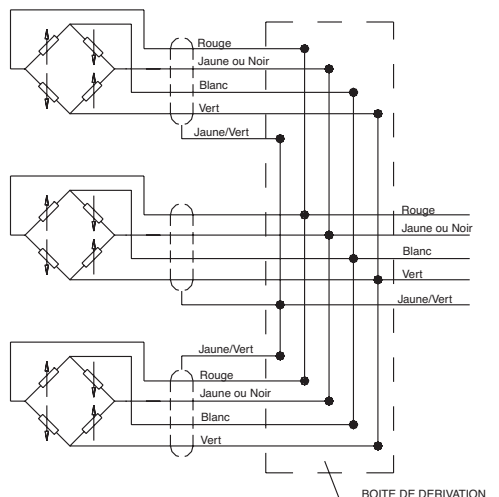 Rouge
Jaune ou Noir
Blanc
Vert
Jaune/Vert
Rouge
Jaune ou Noir
Blanc
Vert
Jaune/Vert
Jaune/Vert
Rouge
Jaune ou Noir
Blanc
Vert
BOITE DE DERIVATION